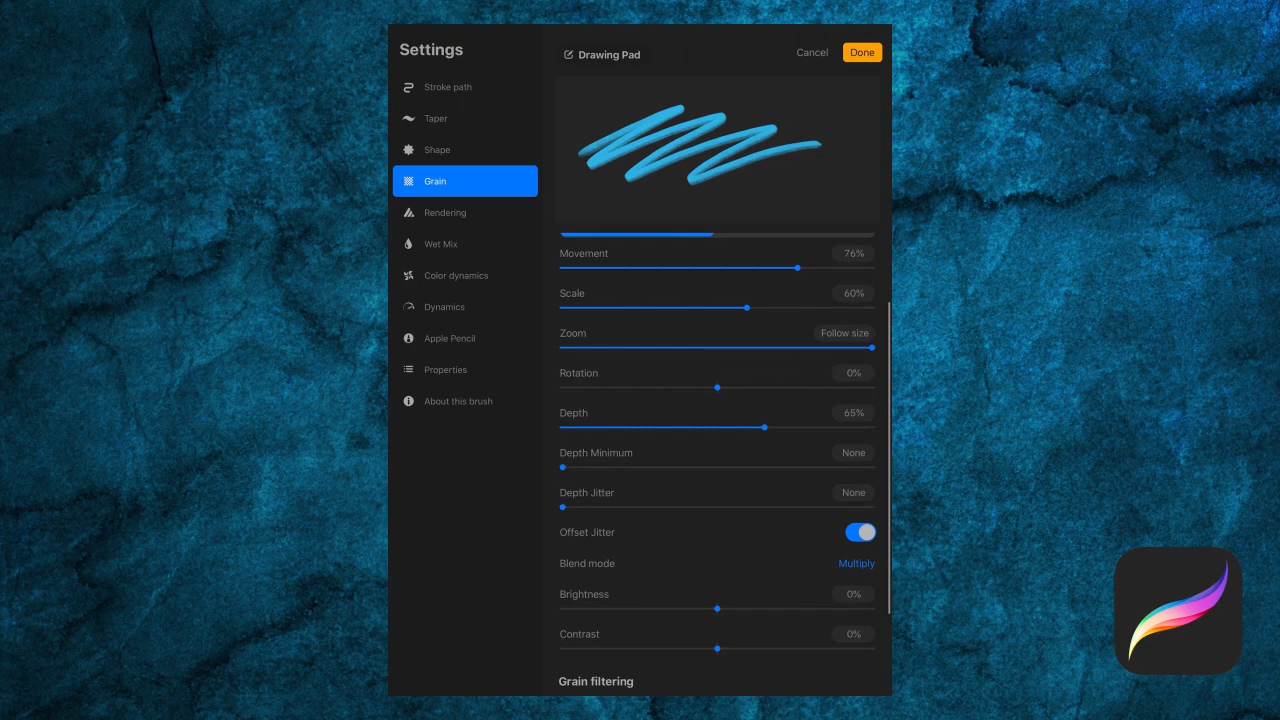 Settings
Stroke path
Taper
Shape
Grain
Rendering
Wet Mix
Color dynamics
Dynamics
Apple Pencil
Properties
About this brush
Drawing Pad
Cancel
Done
Movement 76%
Scale 60%
Zoom Follow size
Rotation 0%
Depth 65%
Depth Minimum None
Depth Jitter None
Offset Jitter
Blend mode Multiply
Brightness 0%
Contrast 0%
Grain filtering